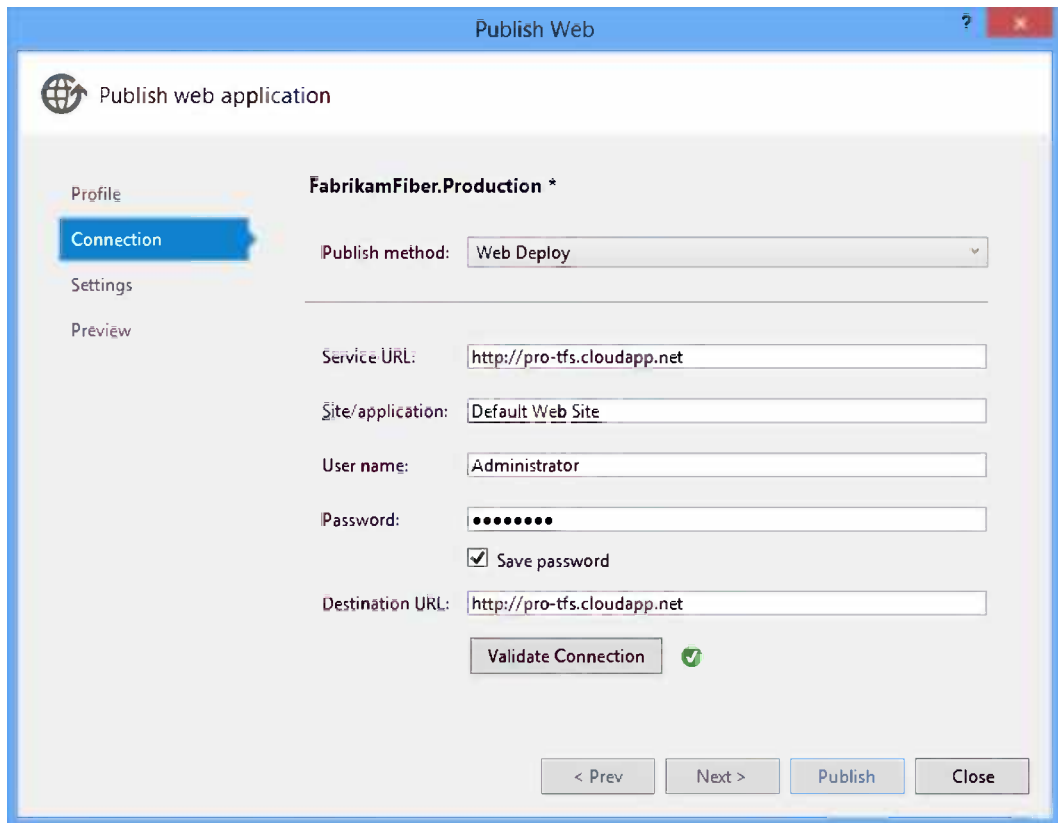 Publish Web
?
Publish web application
Profile
Connection
Settings
Preview
FabrikamFiber.Production *
Publish method: Web Deploy
Service URL: http://pro-tfs.cloudapp.net
Site/application: Default Web Site
User name: Administrator
Password: ••••••••
Save password
Destination URL: http://pro-tfs.cloudapp.net
Validate Connection
< Prev Next > Publish Close